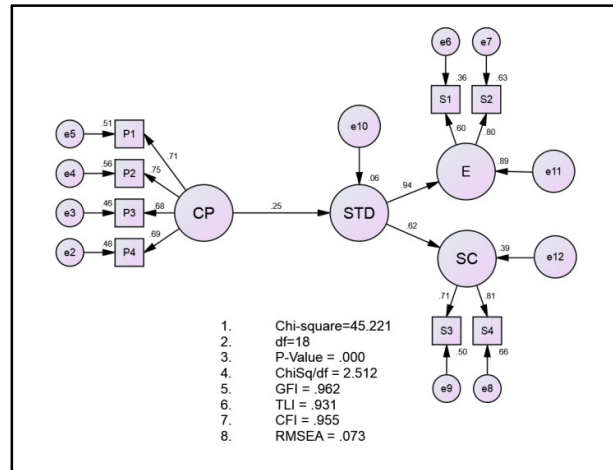 e6
e7
.36
.63
S1
S2
.60
.80
e5
.51
P1
e4
.56
P2
e3
.46
P3
e2
.48
P4
.71
.75
.68
.69
CP
.25
e10
.06
STD
.94
.62
E
.89
e11
SC
.39
e12
.71
.81
S3
S4
.50
.66
e9
e8
1. Chi-square=45.221
2. df=18
3. P-Value = .000
4. ChiSq/df = 2.512
5. GFI = .962
6. TLI = .931
7. CFI = .955
8. RMSEA = .073